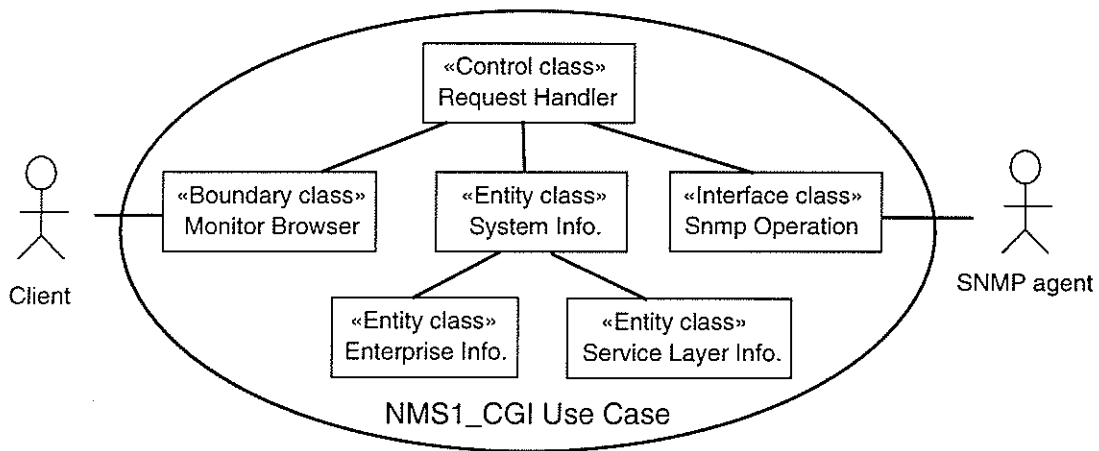 «Control class»
Request Handler
«Boundary class»
Monitor Browser
«Entity class»
System Info.
«Interface class»
Snmp Operation
Client
SNMP agent
«Entity class»
Enterprise Info.
«Entity class»
Service Layer Info.
NMS1_CGI Use Case